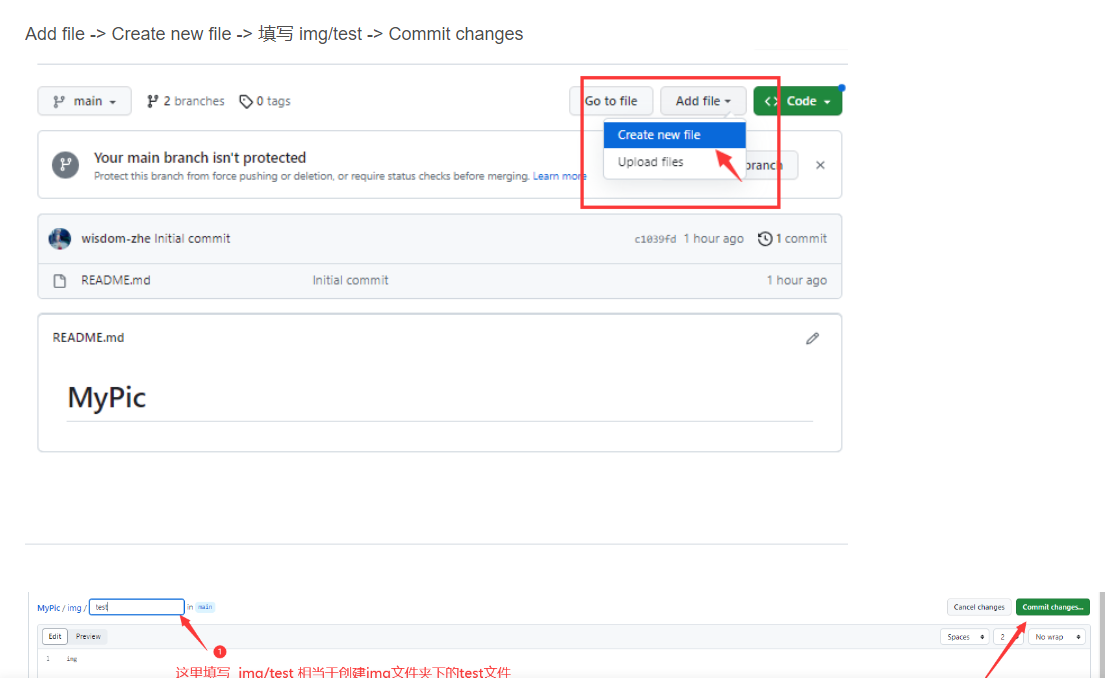 Add file -> Create new file -> 填写 img/test -> Commit changes
main
2 branches
0 tags
Go to file
Add file
Code
Create new file
Upload files
Your main branch isn't protected
Protect this branch from force pushing or deletion, or require status checks before merging. Learn more
branch
wisdom-zhe Initial commit
c1039fd 1 hour ago
1 commit
README.md
Initial commit
1 hour ago
README.md
MyPic
MyPic / img / test in main
Cancel changes
Commit changes...
Edit
Preview
Spaces
2
No wrap
1 img
1
这里填写 img/test 相当于创建img文件夹下的test文件